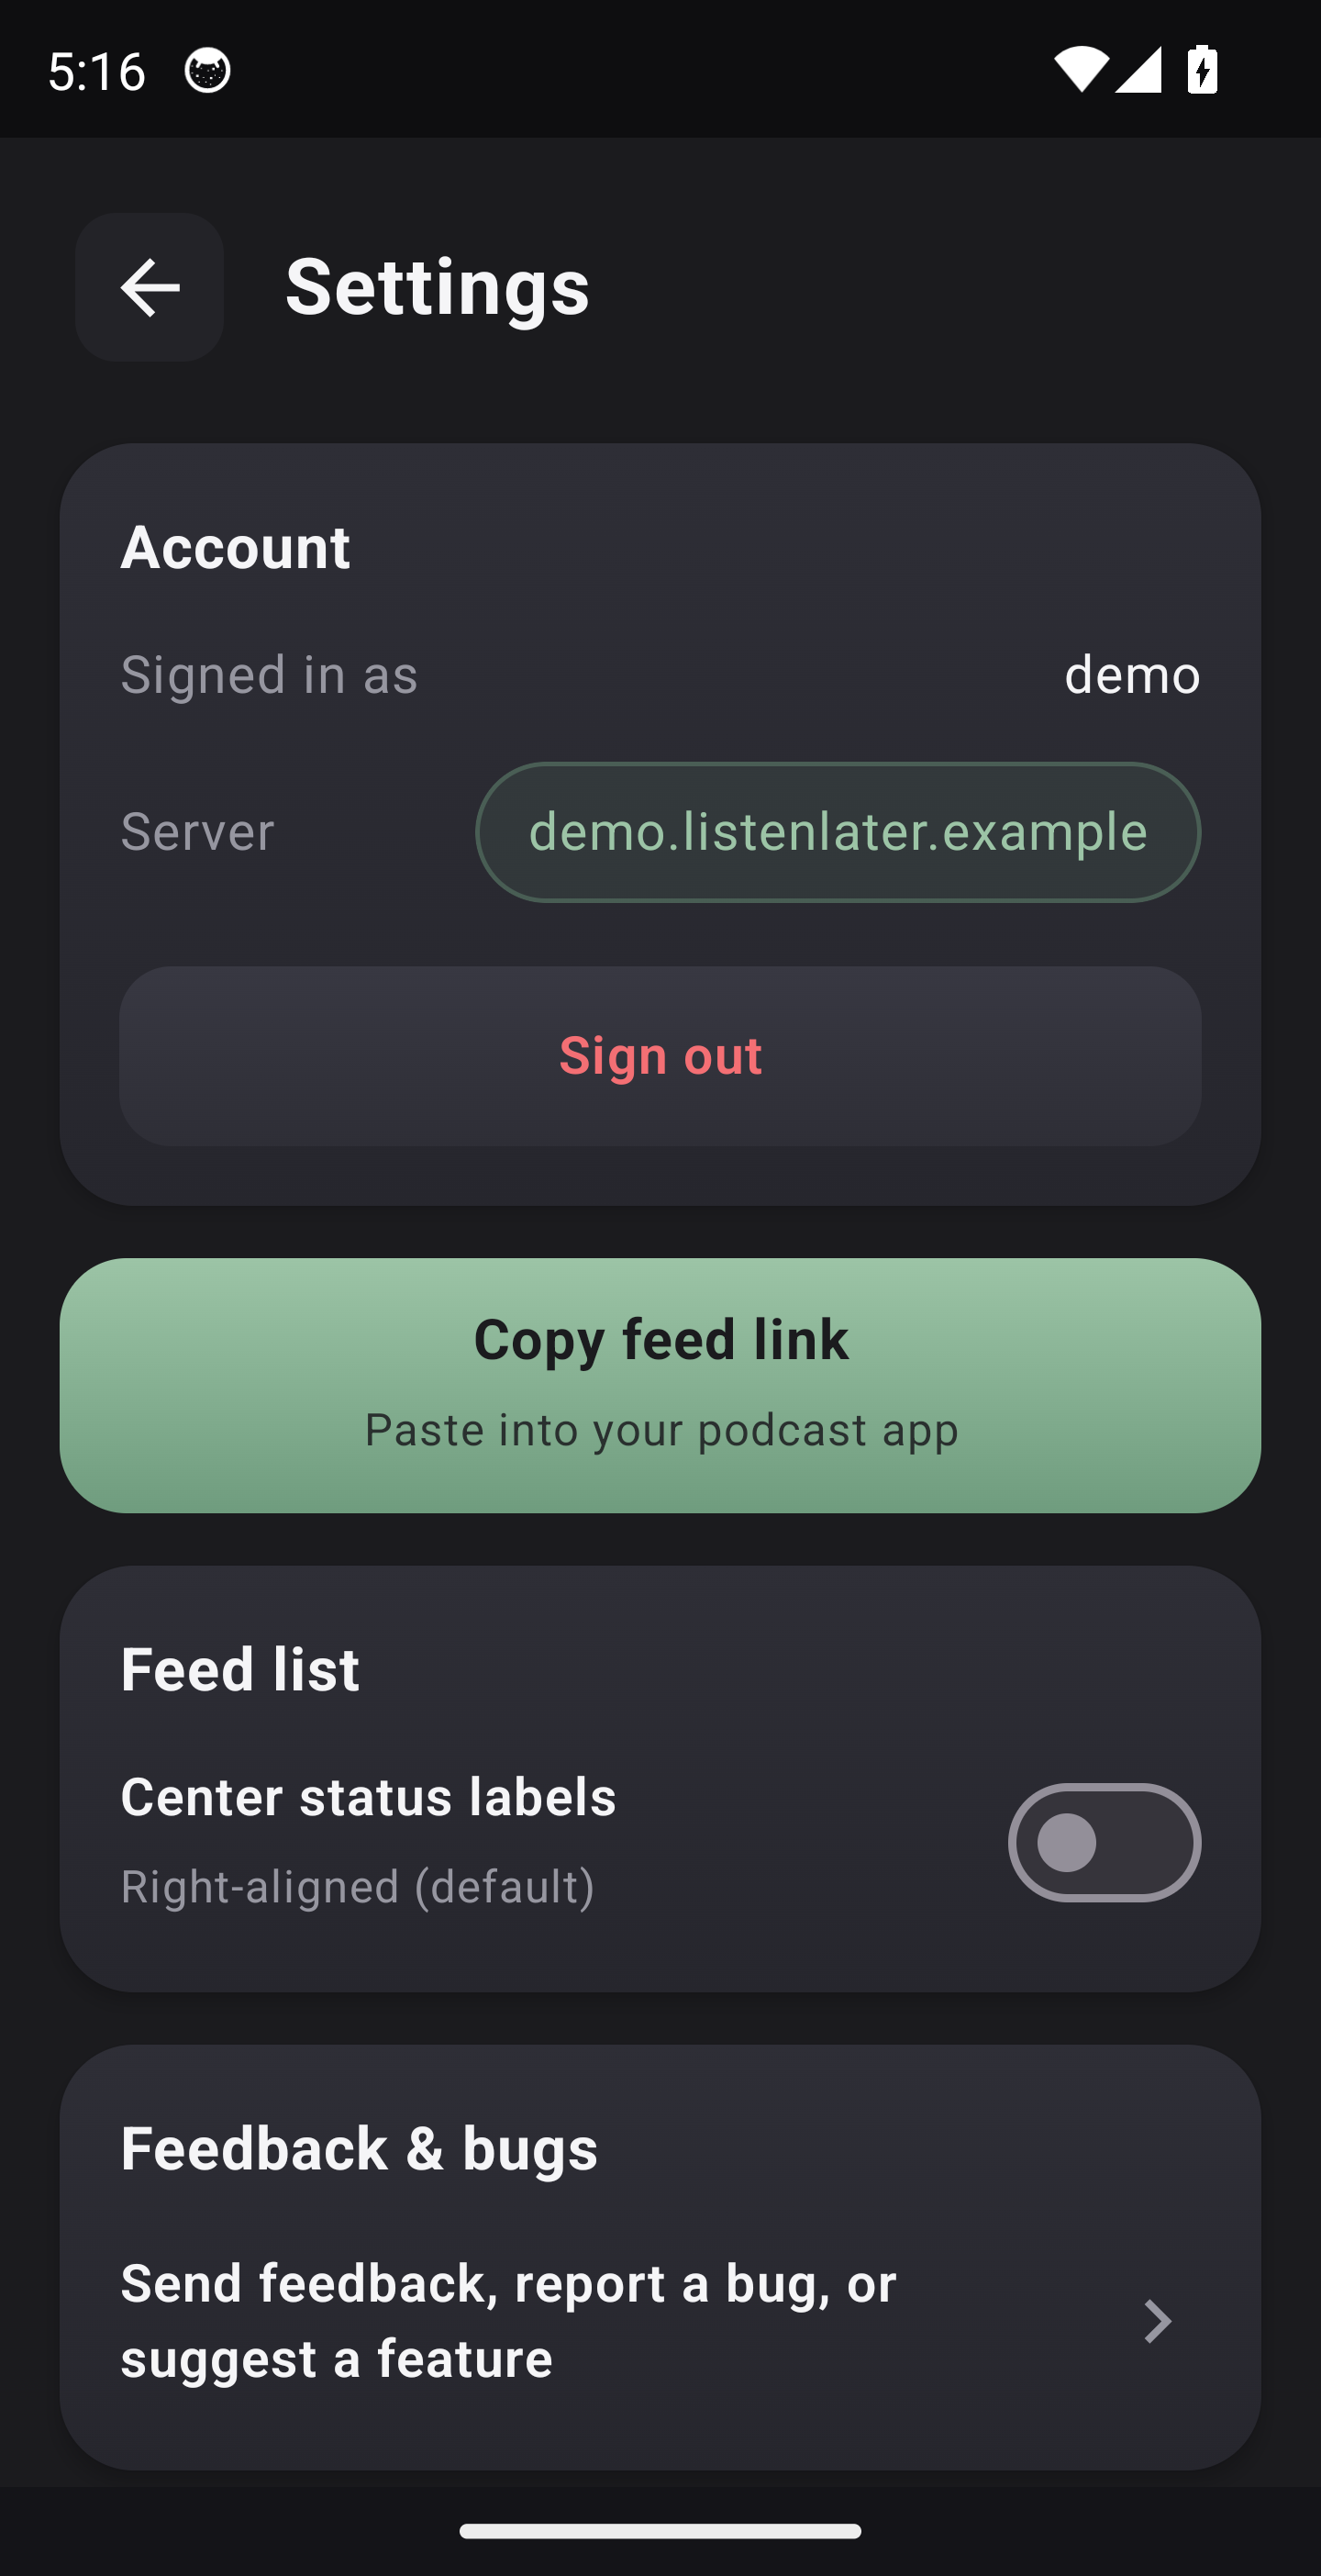 5:16
Settings
Account
Signed in as
demo
Server
demo.listenlater.example
Sign out
Copy feed link
Paste into your podcast app
Feed list
Center status labels
Right-aligned (default)
Feedback & bugs
Send feedback, report a bug, or
suggest a feature